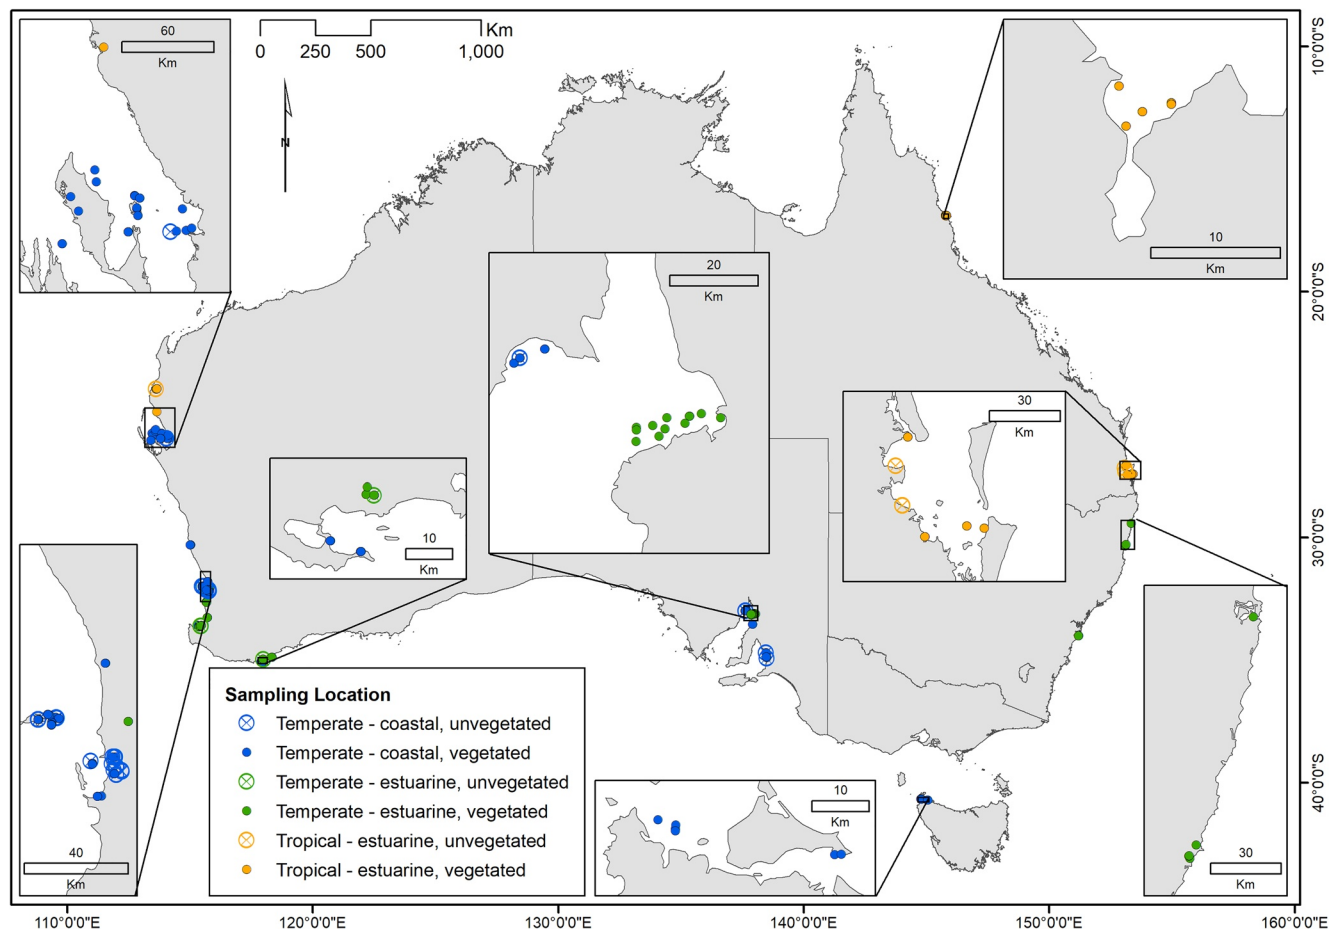 60
Km
Km
0 250 500 1,000
N
10
Km
20
Km
30
Km
10
Km
40
Km
10
Km
30
Km
Sampling Location
Temperate - coastal, unvegetated
Temperate - coastal, vegetated
Temperate - estuarine, unvegetated
Temperate - estuarine, vegetated
Tropical - estuarine, unvegetated
Tropical - estuarine, vegetated
10°0'0"S
20°0'0"S
30°0'0"S
40°0'0"S
110°0'0"E 120°0'0"E 130°0'0"E 140°0'0"E 150°0'0"E 160°0'0"E